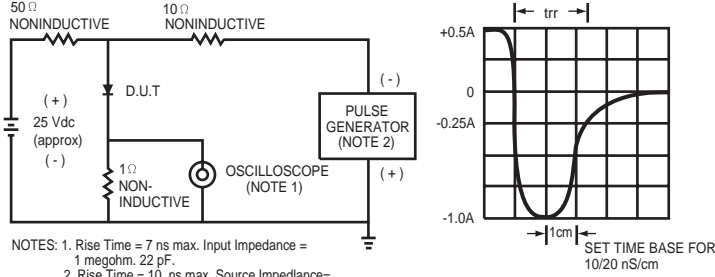 50 Ω
NONINDUCTIVE
10 Ω
NONINDUCTIVE
D.U.T
( + )
25 Vdc
(approx)
( - )
1 Ω
NON-
INDUCTIVE
OSCILLOSCOPE
(NOTE 1)
( - )
PULSE
GENERATOR
(NOTE 2)
( + )
NOTES: 1. Rise Time = 7 ns max. Input Impedance =
1 megohm. 22 pF.
2. Rise Time = 10 ns max. Source Impedlance=
trr
+0.5A
0
-0.25A
-1.0A
1cm
SET TIME BASE FOR
10/20 nS/cm